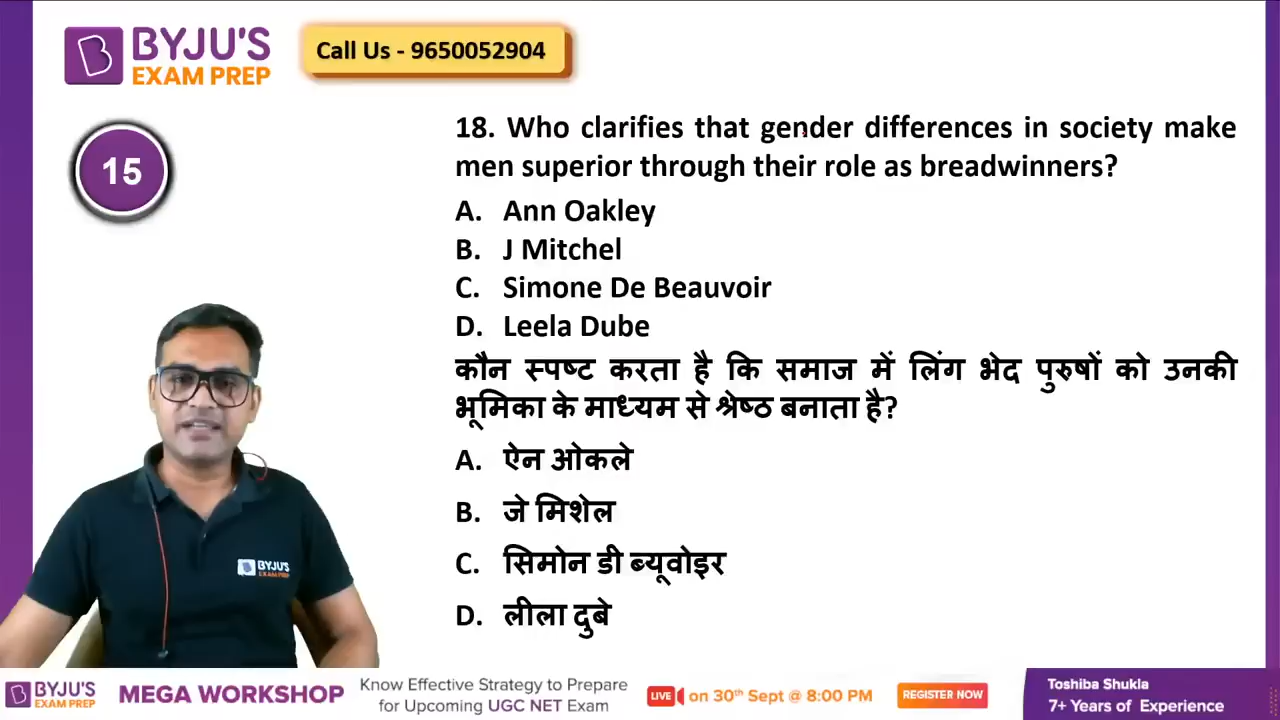 BYJU'S
EXAM PREP
Call Us - 9650052904
15
18. Who clarifies that gender differences in society make
men superior through their role as breadwinners?
A. Ann Oakley
B. J Mitchel
C. Simone De Beauvoir
D. Leela Dube
कौन स्पष्ट करता है कि समाज में लिंग भेद पुरुषों को उनकी
भूमिका के माध्यम से श्रेष्ठ बनाता है?
A. ऐन ओकले
B. जे मिशेल
C. सिमोन डी ब्यूवोइर
D. लीला दुबे
BYJU'S
EXAM PREP
BYJU'S
EXAM PREP
MEGA WORKSHOP
Know Effective Strategy to Prepare
for Upcoming UGC NET Exam
LIVE on 30th Sept @ 8:00 PM
REGISTER NOW
Toshiba Shukla
7+ Years of Experience